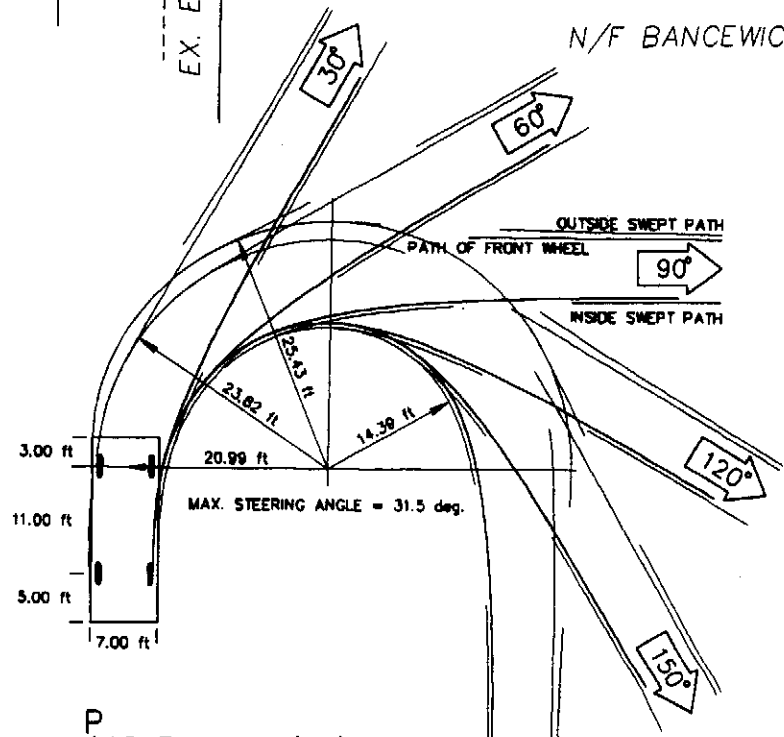 EX. E
N/F BANCEWIC
30°
60°
OUTSIDE SWEPT PATH
PATH OF FRONT WHEEL
90°
INSIDE SWEPT PATH
25.43 ft
23.82 ft
14.39 ft
3.00 ft
20.99 ft
120°
MAX. STEERING ANGLE = 31.5 deg.
11.00 ft
5.00 ft
7.00 ft
150°
P